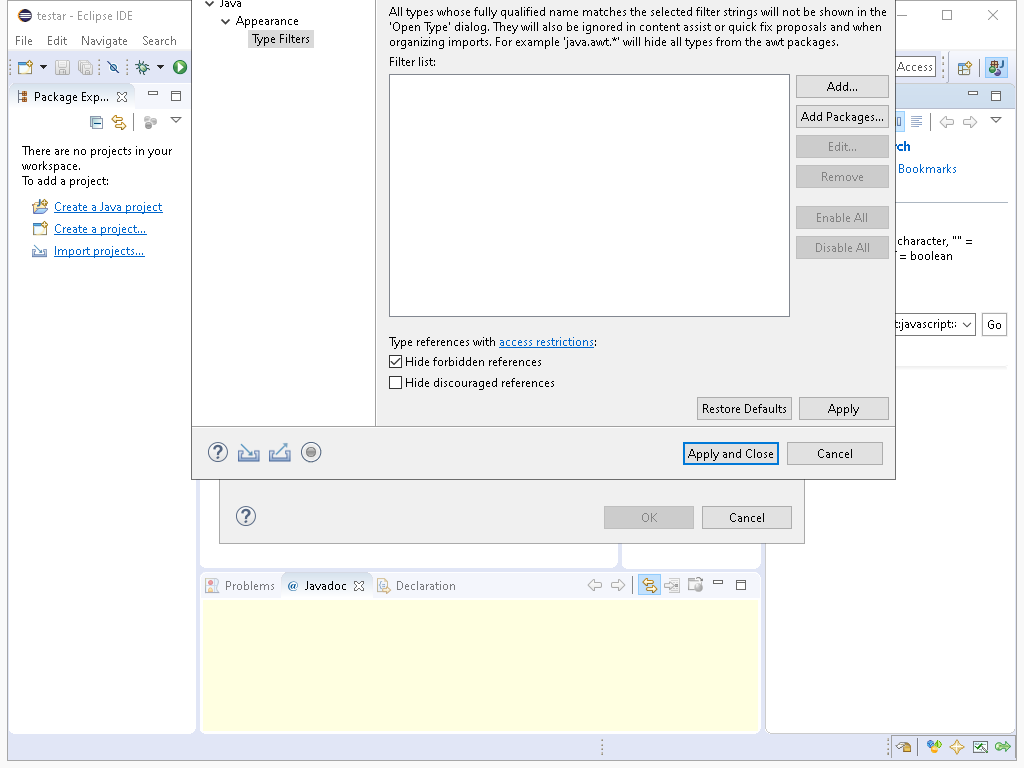 testar - Eclipse IDE
File Edit Navigate Search
Access
Package Exp...
There are no projects in your
workspace.
To add a project:
Create a Java project
Create a project...
Import projects...
Java
Appearance
Type Filters
All types whose fully qualified name matches the selected filter strings will not be shown in the
'Open Type' dialog. They will also be ignored in content assist or quick fix proposals and when
organizing imports. For example 'java.awt.*' will hide all types from the awt packages.
Filter list:
Add...
Add Packages...
Edit...
Remove
Enable All
Disable All
Type references with access restrictions:
Hide forbidden references
Hide discouraged references
Restore Defaults
Apply
Apply and Close
Cancel
OK
Cancel
Bookmarks
character, "" =
= boolean
:javascript::
Go
Problems
@ Javadoc
Declaration